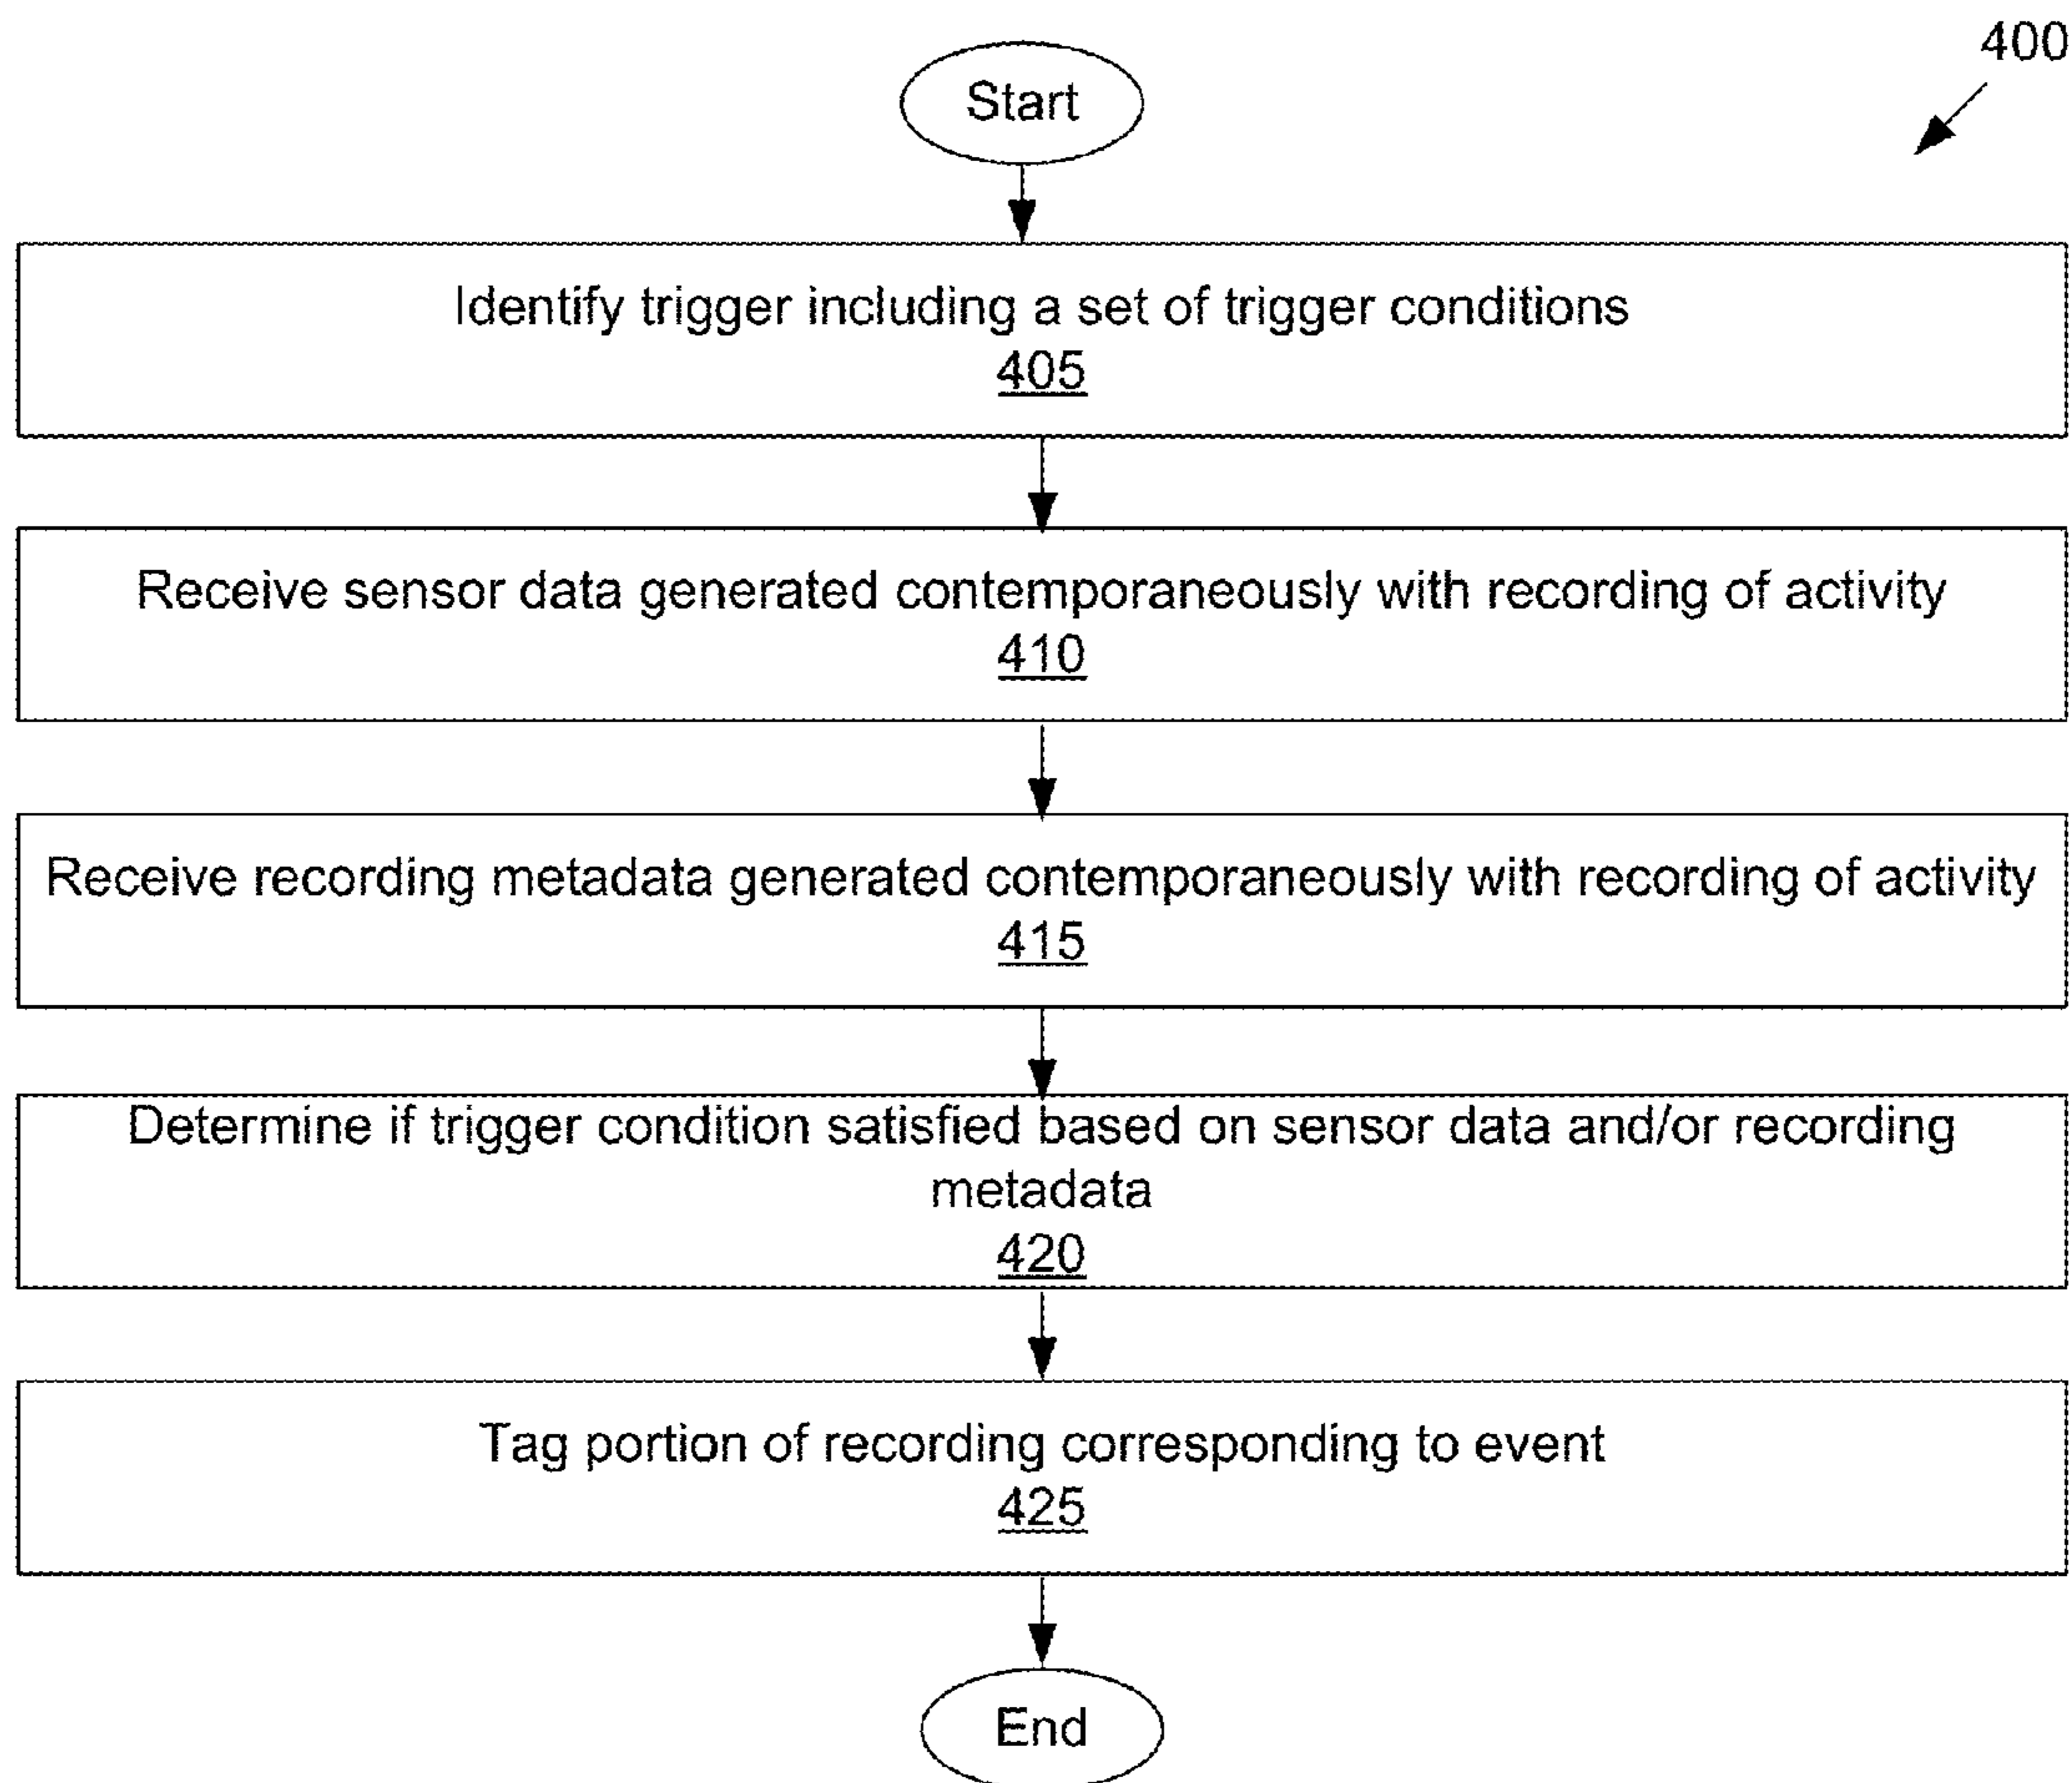 400
Start
Identify trigger including a set of trigger conditions
405
Receive sensor data generated contemporaneously with recording of activity
410
Receive recording metadata generated contemporaneously with recording of activity
415
Determine if trigger condition satisfied based on sensor data and/or recording
metadata
420
Tag portion of recording corresponding to event
425
End